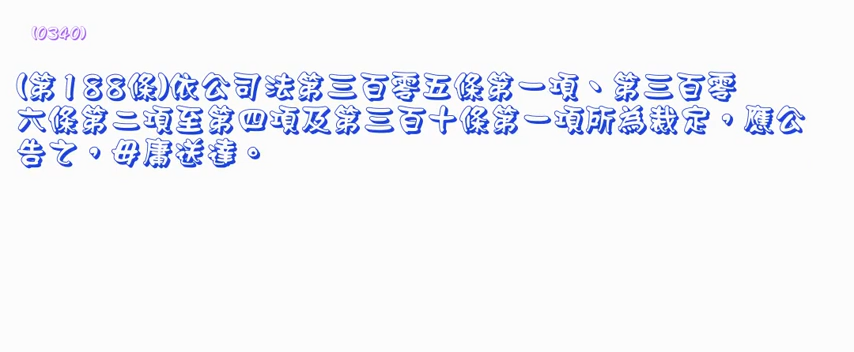 (0340)
(第188條)依公司法第三百零五條第一項、第三百零
六條第二項至第四項及第三百十條第一項所為裁定，應公
告之，毋庸送達。